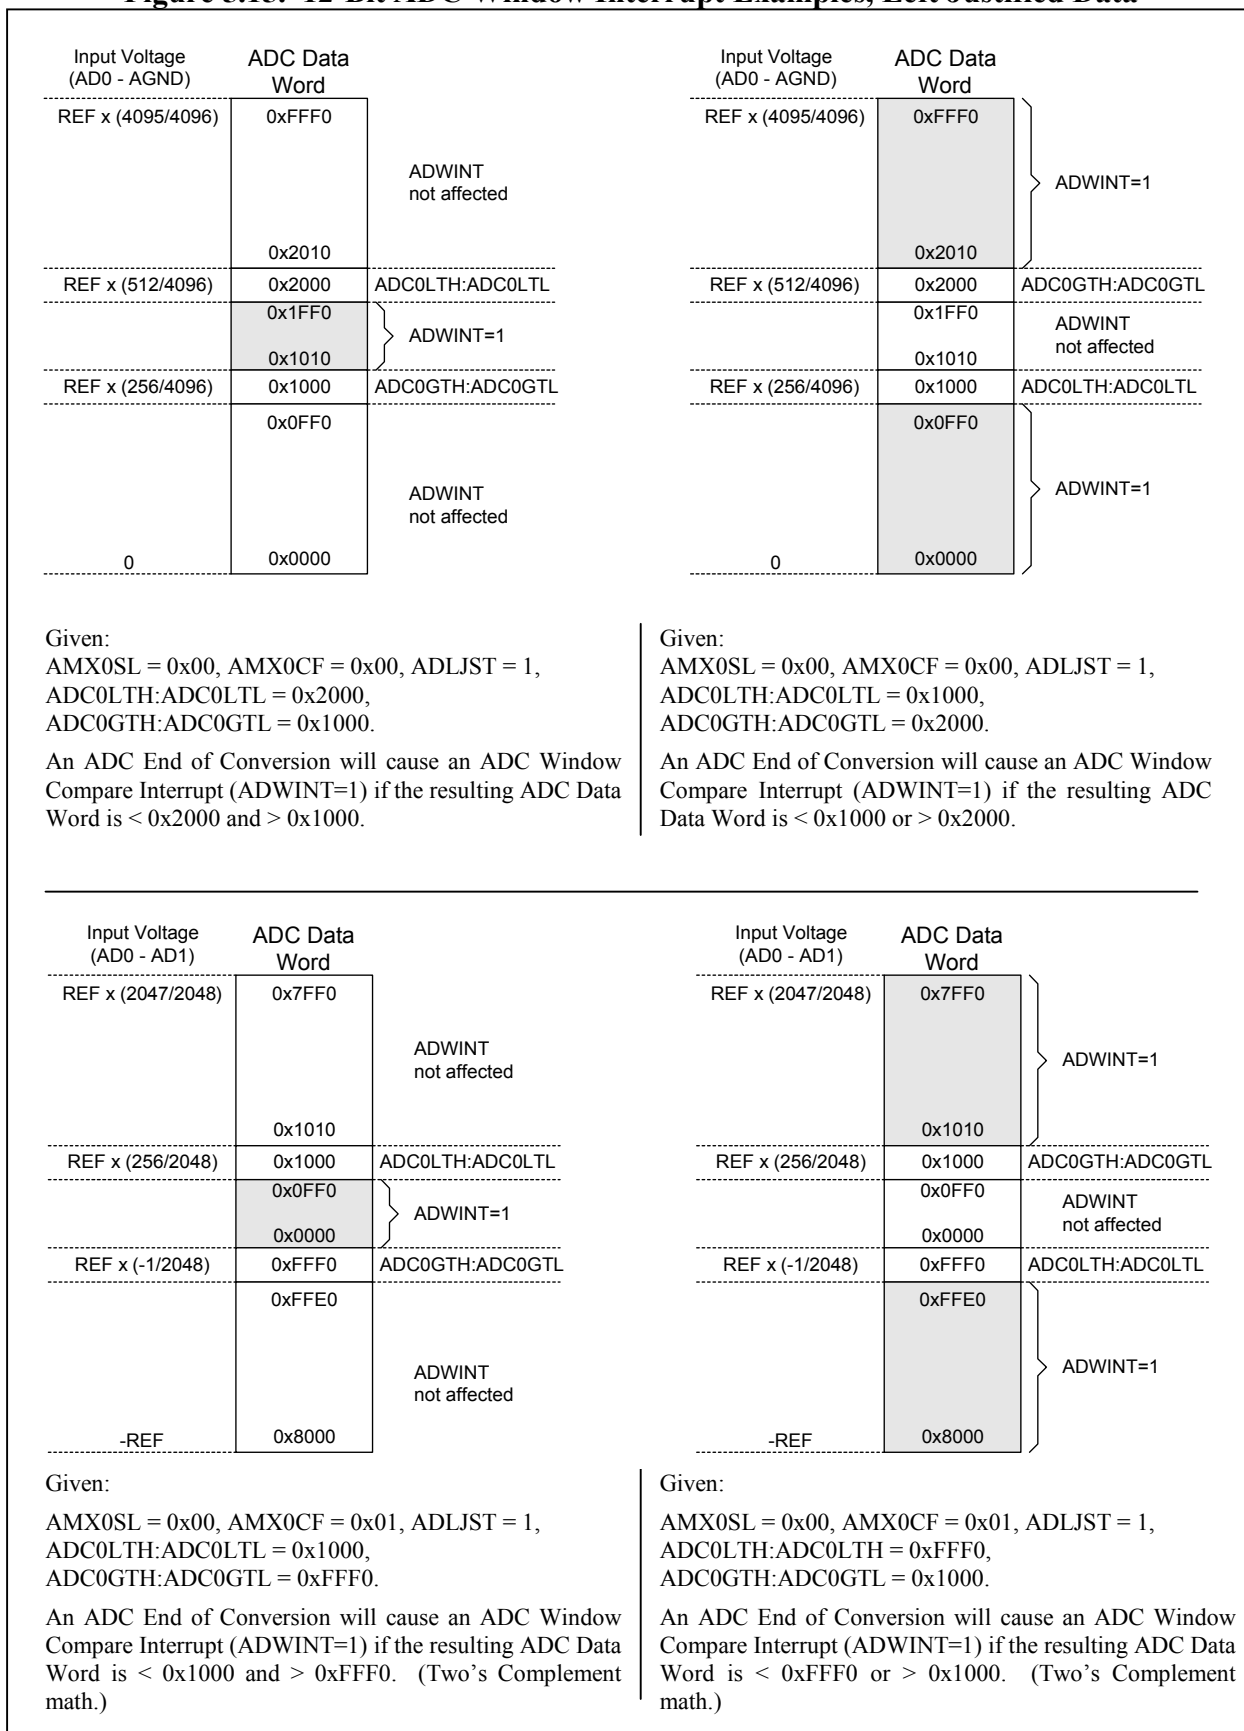 Figure 5.15. 12-Bit ADC Window Interrupt Examples, Left Justified Data
Input Voltage
(AD0 - AGND)
ADC Data
Word
REF x (4095/4096)
0xFFF0
ADWINT
not affected
0x2010
REF x (512/4096)
0x2000
ADC0LTH:ADC0LTL
0x1FF0
ADWINT=1
0x1010
REF x (256/4096)
0x1000
ADC0GTH:ADC0GTL
0x0FF0
ADWINT
not affected
0
0x0000
Input Voltage
(AD0 - AGND)
ADC Data
Word
REF x (4095/4096)
0xFFF0
ADWINT=1
0x2010
REF x (512/4096)
0x2000
ADC0GTH:ADC0GTL
0x1FF0
ADWINT
not affected
0x1010
REF x (256/4096)
0x1000
ADC0LTH:ADC0LTL
0x0FF0
ADWINT=1
0
0x0000
Given:
AMX0SL = 0x00, AMX0CF = 0x00, ADLJST = 1,
ADC0LTH:ADC0LTL = 0x2000,
ADC0GTH:ADC0GTL = 0x1000.
An ADC End of Conversion will cause an ADC Window
Compare Interrupt (ADWINT=1) if the resulting ADC Data
Word is < 0x2000 and > 0x1000.
Given:
AMX0SL = 0x00, AMX0CF = 0x00, ADLJST = 1,
ADC0LTH:ADC0LTL = 0x1000,
ADC0GTH:ADC0GTL = 0x2000.
An ADC End of Conversion will cause an ADC Window
Compare Interrupt (ADWINT=1) if the resulting ADC
Data Word is < 0x1000 or > 0x2000.
Input Voltage
(AD0 - AD1)
ADC Data
Word
REF x (2047/2048)
0x7FF0
ADWINT
not affected
0x1010
REF x (256/2048)
0x1000
ADC0LTH:ADC0LTL
0x0FF0
ADWINT=1
0x0000
REF x (-1/2048)
0xFFF0
ADC0GTH:ADC0GTL
0xFFE0
ADWINT
not affected
-REF
0x8000
Input Voltage
(AD0 - AD1)
ADC Data
Word
REF x (2047/2048)
0x7FF0
ADWINT=1
0x1010
REF x (256/2048)
0x1000
ADC0GTH:ADC0GTL
0x0FF0
ADWINT
not affected
0x0000
REF x (-1/2048)
0xFFF0
ADC0LTH:ADC0LTL
0xFFE0
ADWINT=1
-REF
0x8000
Given:
AMX0SL = 0x00, AMX0CF = 0x01, ADLJST = 1,
ADC0LTH:ADC0LTL = 0x1000,
ADC0GTH:ADC0GTL = 0xFFF0.
An ADC End of Conversion will cause an ADC Window
Compare Interrupt (ADWINT=1) if the resulting ADC Data
Word is < 0x1000 and > 0xFFF0. (Two's Complement
math.)
Given:
AMX0SL = 0x00, AMX0CF = 0x01, ADLJST = 1,
ADC0LTH:ADC0LTH = 0xFFF0,
ADC0GTH:ADC0GTL = 0x1000.
An ADC End of Conversion will cause an ADC Window
Compare Interrupt (ADWINT=1) if the resulting ADC Data
Word is < 0xFFF0 or > 0x1000. (Two's Complement
math.)